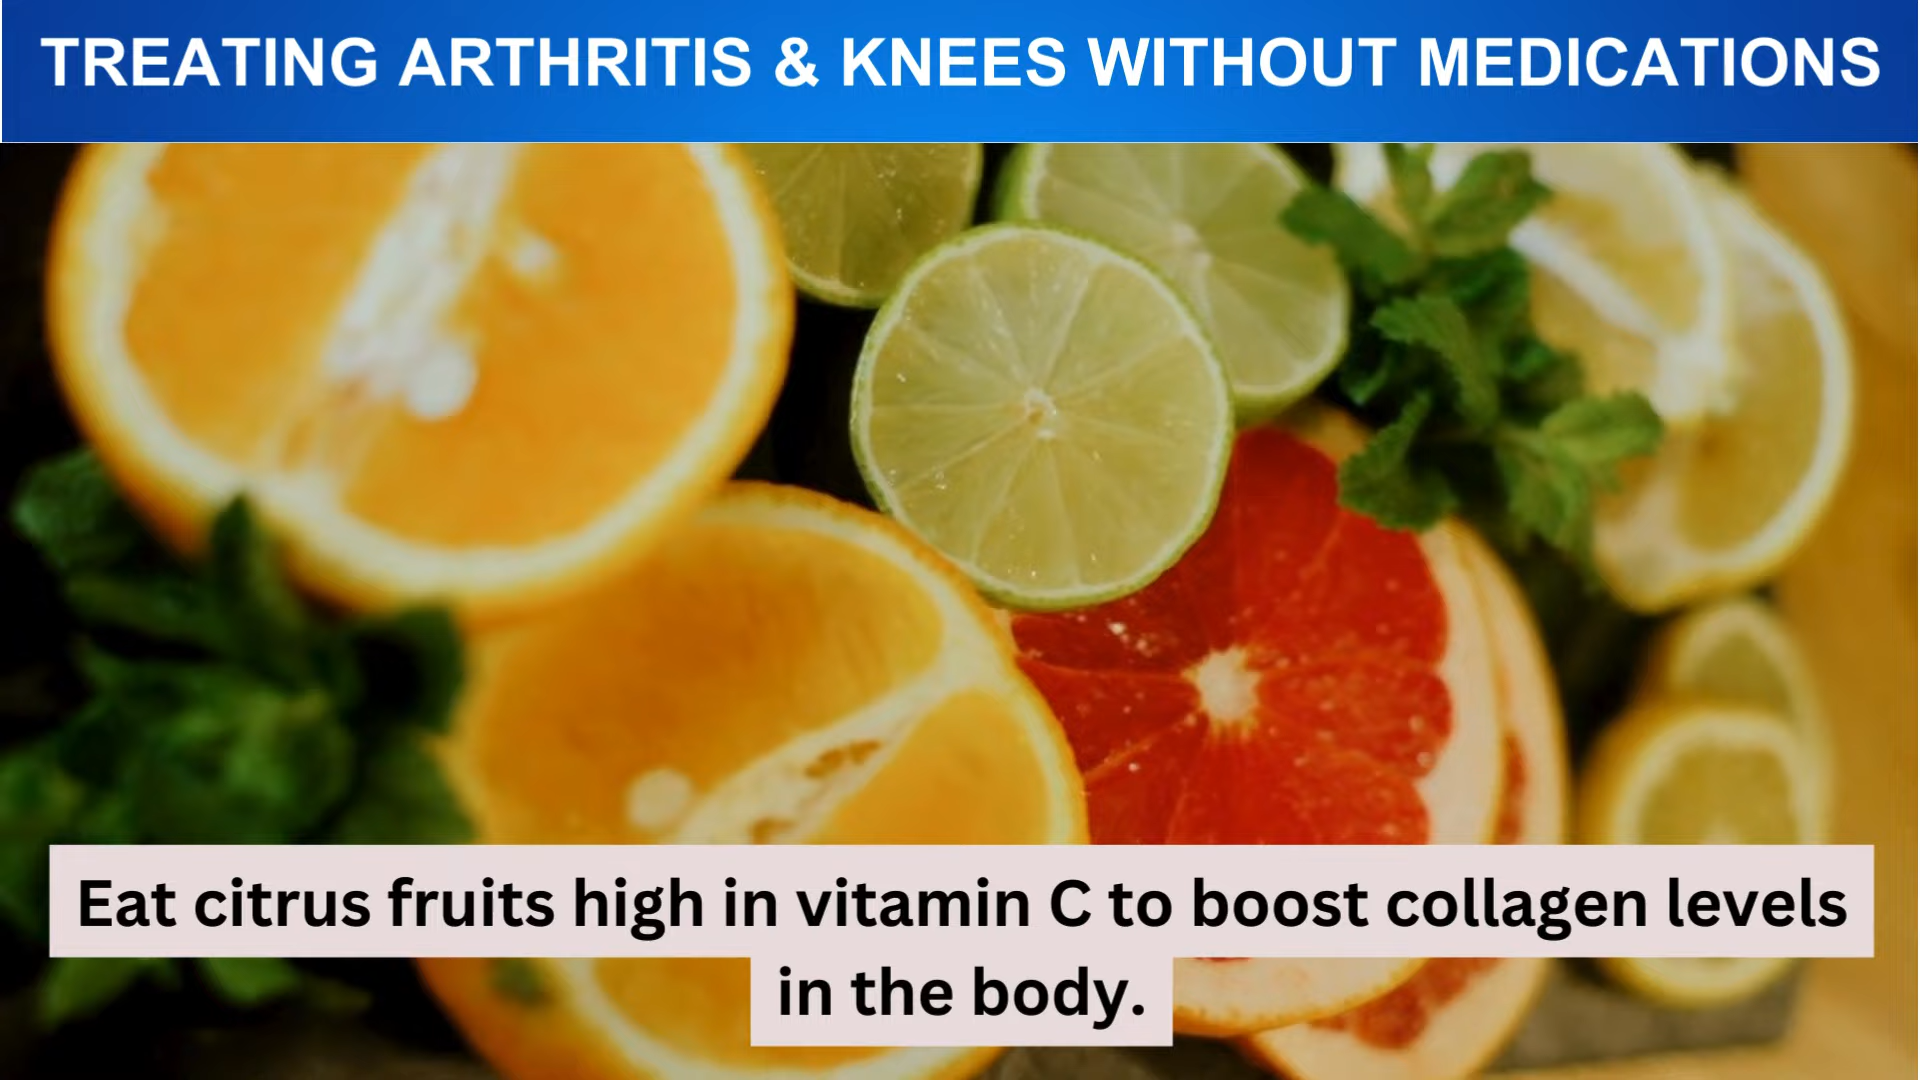 TREATING ARTHRITIS & KNEES WITHOUT MEDICATIONS
Eat citrus fruits high in vitamin C to boost collagen levels
in the body.